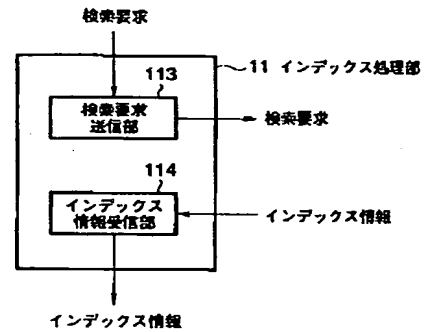 検索要求
11 インデックス処理部
113
検索要求
送信部
検索要求
114
インデックス
情報受信部
インデックス情報
インデックス情報